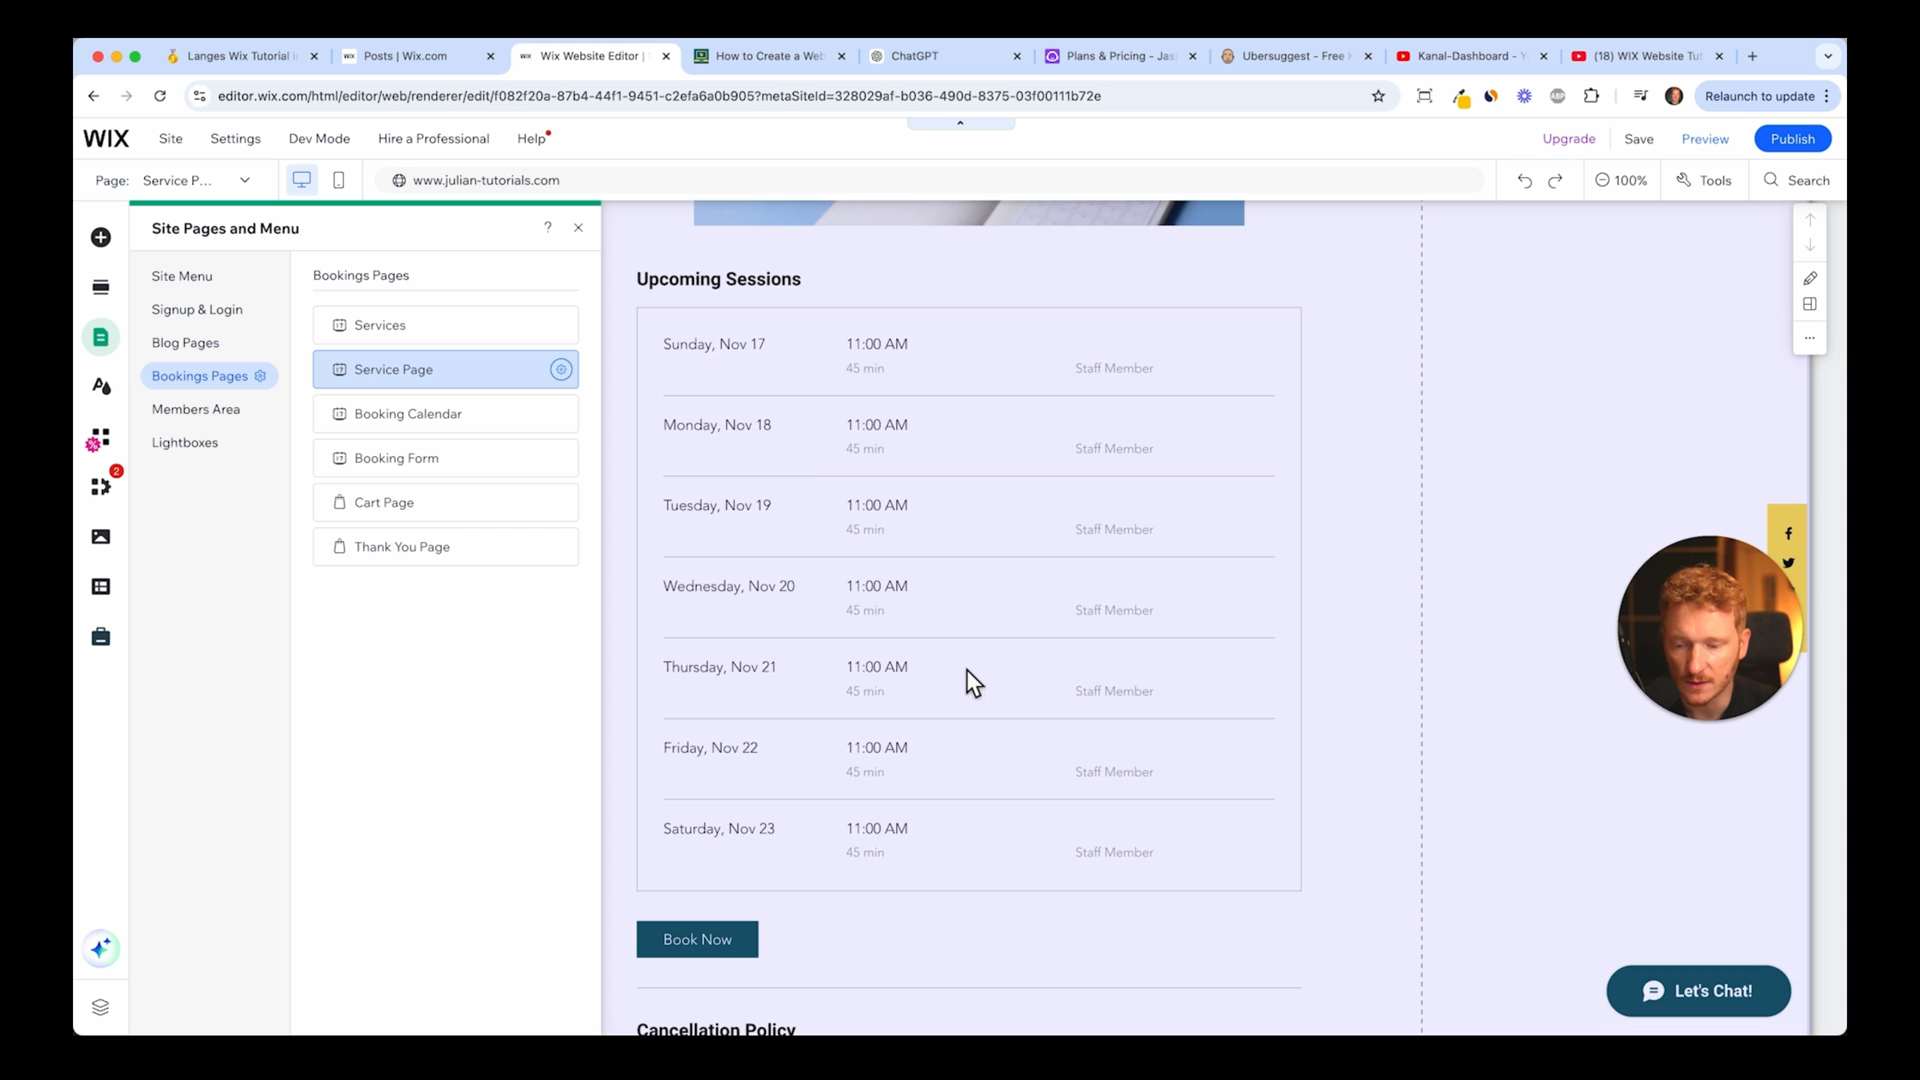 Langes Wix Tutorial i
Posts | Wix.com
Wix Website Editor |
How to Create a Web
ChatGPT
Plans & Pricing - Jas
Ubersuggest - Free
Kanal-Dashboard - Y
(18) WIX Website Tut
editor.wix.com/html/editor/web/renderer/edit/f082f20a-87b4-44f1-9451-c2efa6a0b905?metaSiteId=328029af-b036-490d-8375-03f00111b72e
ABP
Relaunch to update
WIX
Site
Settings
Dev Mode
Hire a Professional
Help
Upgrade
Save
Preview
Publish
Page: Service P...
www.julian-tutorials.com
100%
Tools
Search
Site Pages and Menu
?
Site Menu
Signup & Login
Blog Pages
Bookings Pages
Members Area
Lightboxes
2
Bookings Pages
Services
Service Page
Booking Calendar
Booking Form
Cart Page
Thank You Page
Upcoming Sessions
Sunday, Nov 17 11:00 AM
45 min Staff Member
Monday, Nov 18 11:00 AM
45 min Staff Member
Tuesday, Nov 19 11:00 AM
45 min Staff Member
Wednesday, Nov 20 11:00 AM
45 min Staff Member
Thursday, Nov 21 11:00 AM
45 min Staff Member
Friday, Nov 22 11:00 AM
45 min Staff Member
Saturday, Nov 23 11:00 AM
45 min Staff Member
Book Now
Cancellation Policy
Let's Chat!